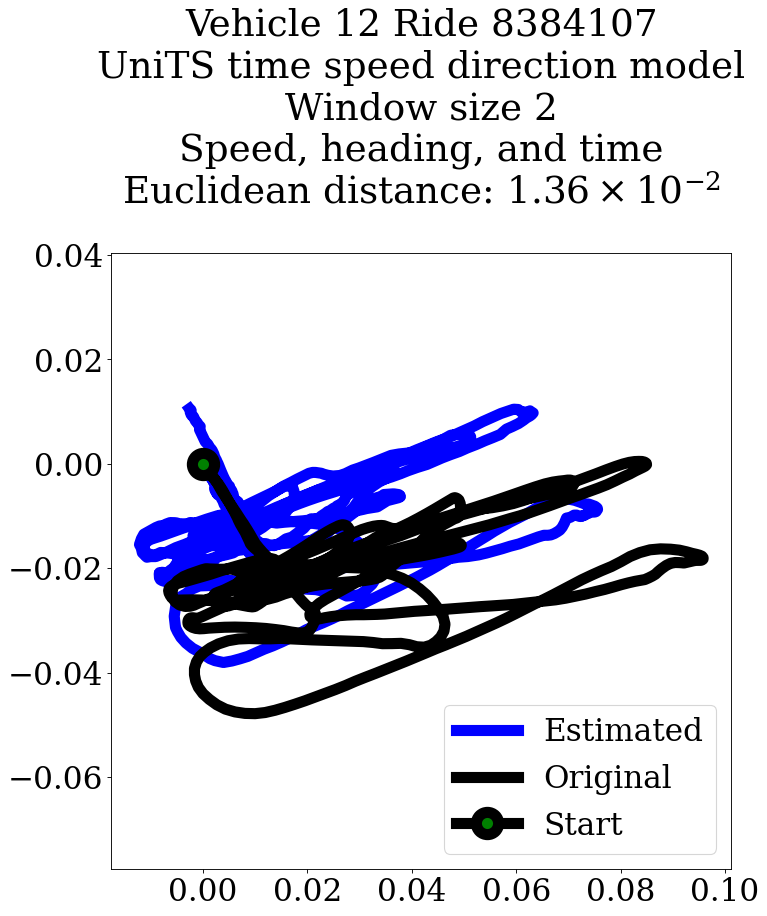 Vehicle 12 Ride 8384107
UniTS time speed direction model
Window size 2
Speed, heading, and time
Euclidean distance: 1.36 × 10⁻²
0.04
0.02
0.00
−0.02
−0.04
−0.06
Estimated
Original
Start
0.00 0.02 0.04 0.06 0.08 0.10